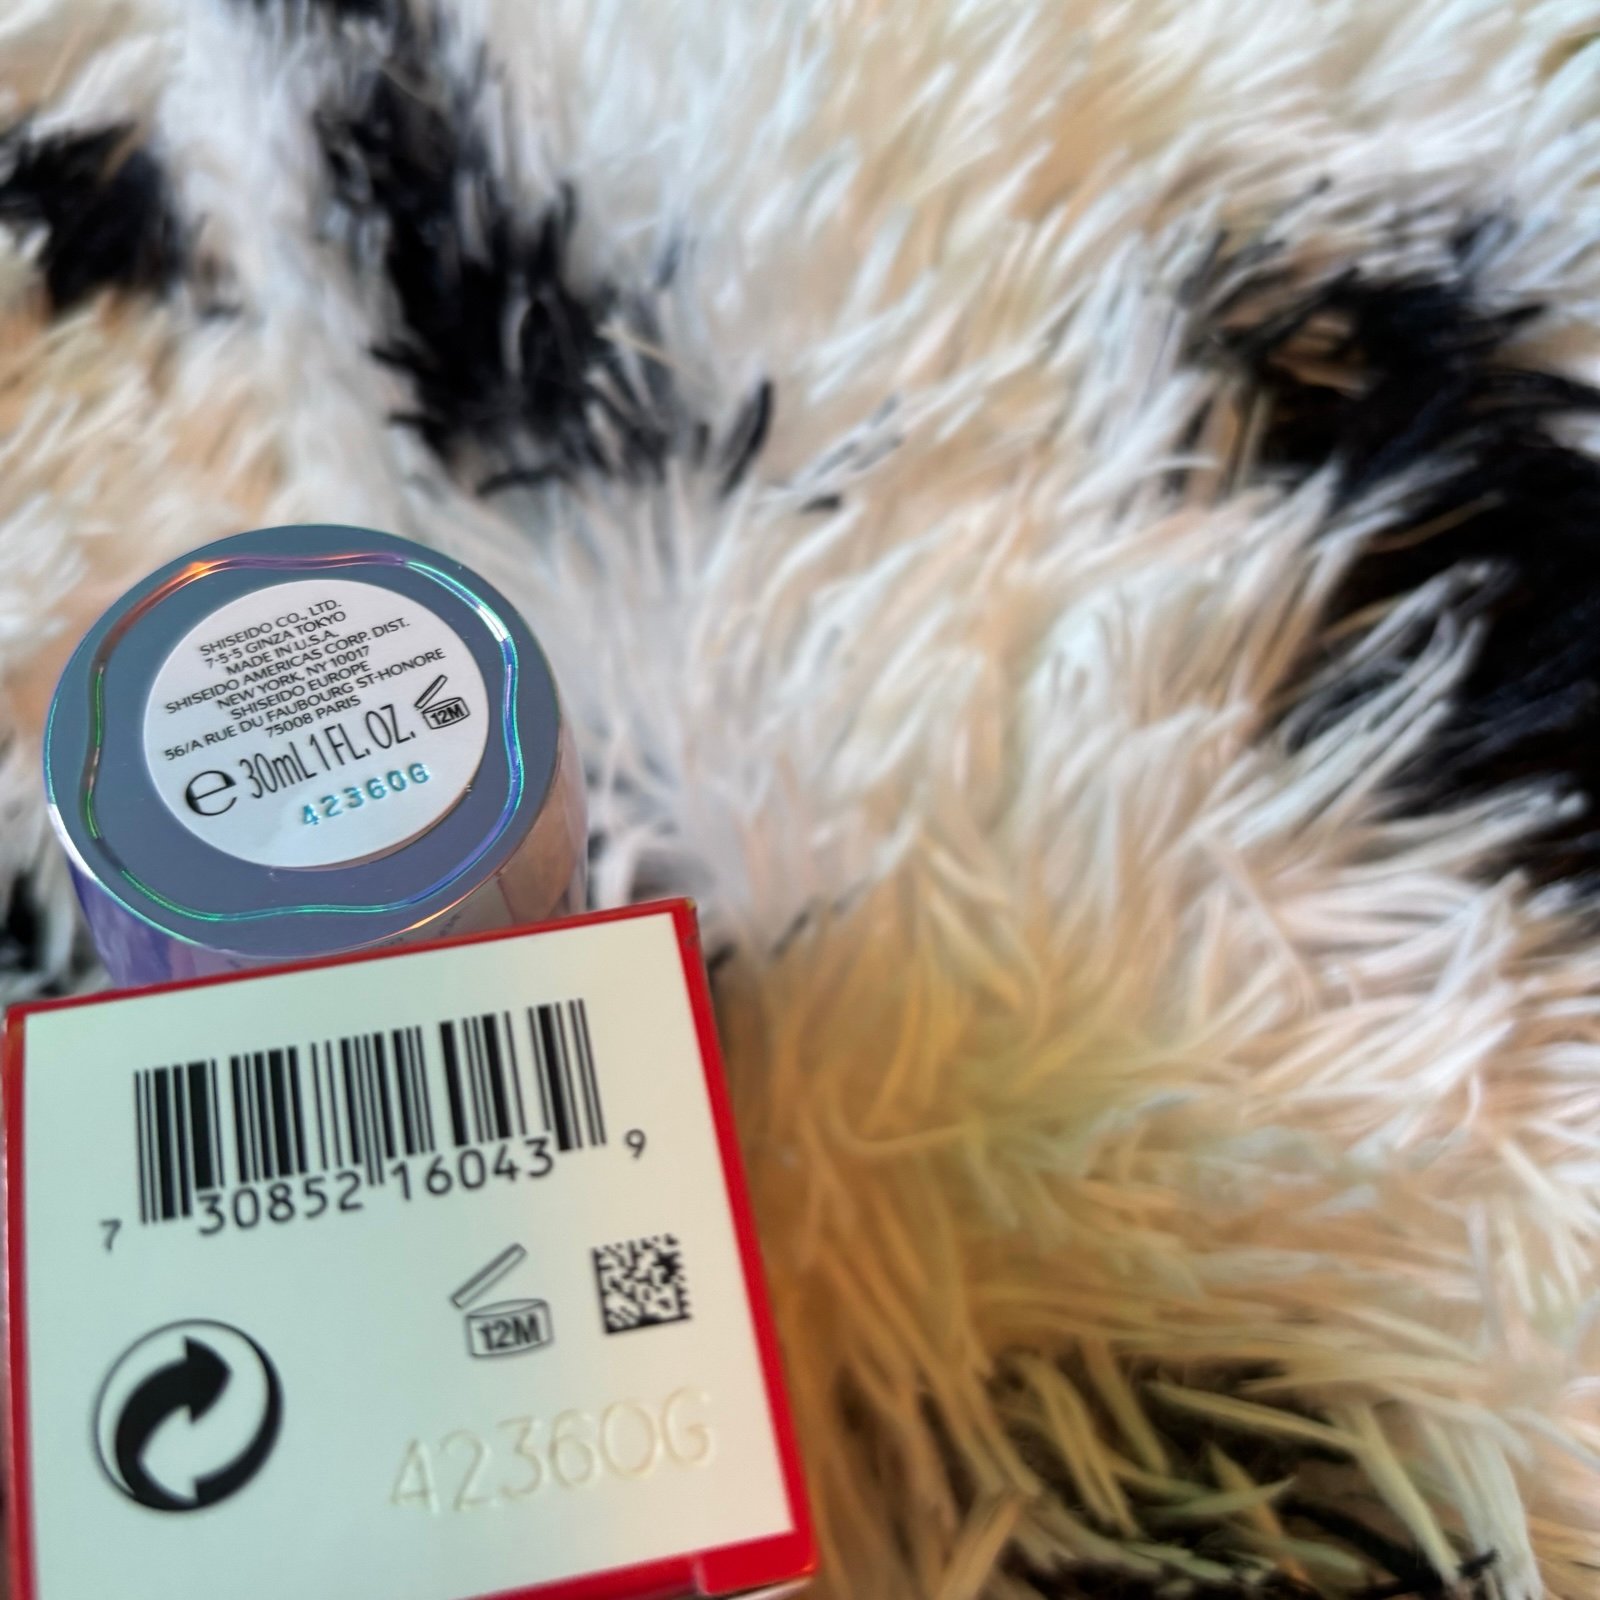 SHISEIDO CO., LTD.
7-5-5 GINZA TOKYO
MADE IN U.S.A.
SHISEIDO AMERICAS CORP. DIST.
NEW YORK, NY 10017
SHISEIDO EUROPE
56/A RUE DU FAUBOURG ST-HONORE
75008 PARIS
℮ 30mL 1 FL. OZ.
12M
42360G
7 30852 16043 9
12M
42360G